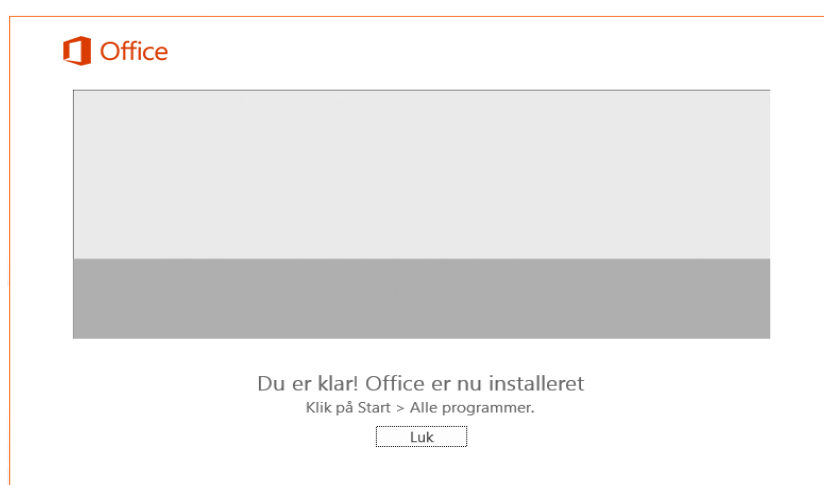 Office
Du er klar! Office er nu installeret
Klik på Start > Alle programmer.
Luk